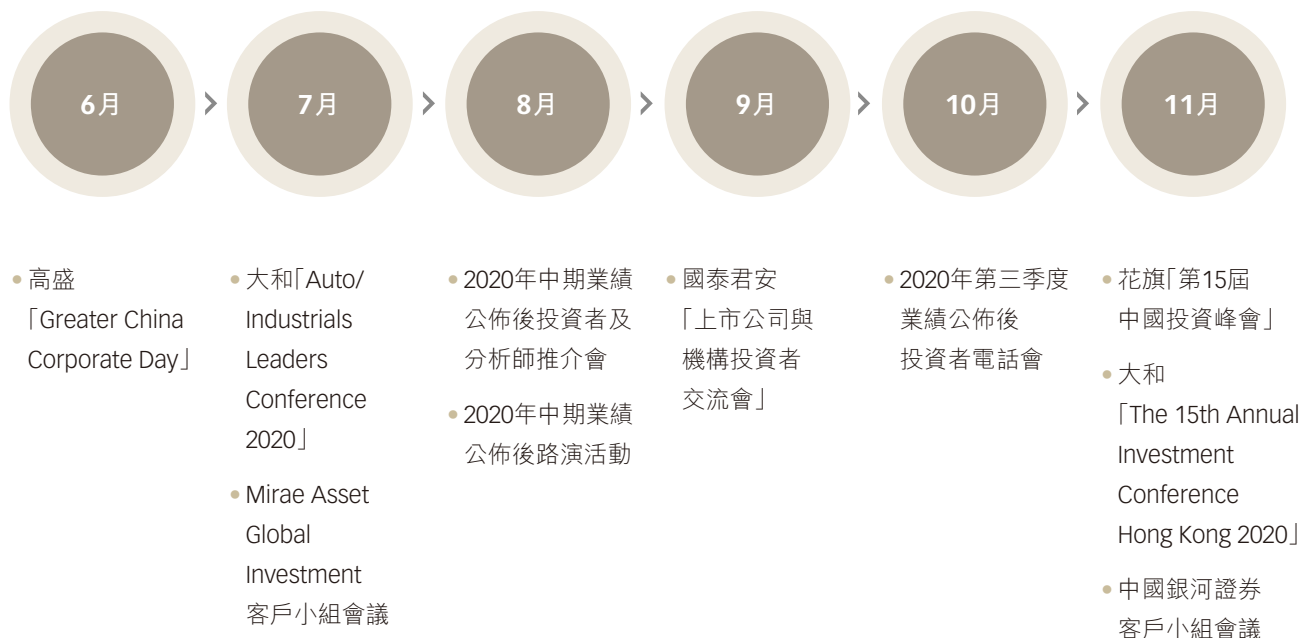 6月
7月
8月
9月
10月
11月
• 高盛
「Greater China
Corporate Day」
• 大和「Auto/
Industrials
Leaders
Conference
2020」
• Mirae Asset
Global
Investment
客戶小組會議
• 2020年中期業績
公佈後投資者及
分析師推介會
• 2020年中期業績
公佈後路演活動
• 國泰君安
「上市公司與
機構投資者
交流會」
• 2020年第三季度
業績公佈後
投資者電話會
• 花旗「第15屆
中國投資峰會」
• 大和
「The 15th Annual
Investment
Conference
Hong Kong 2020」
• 中國銀河證券
客戶小組會議